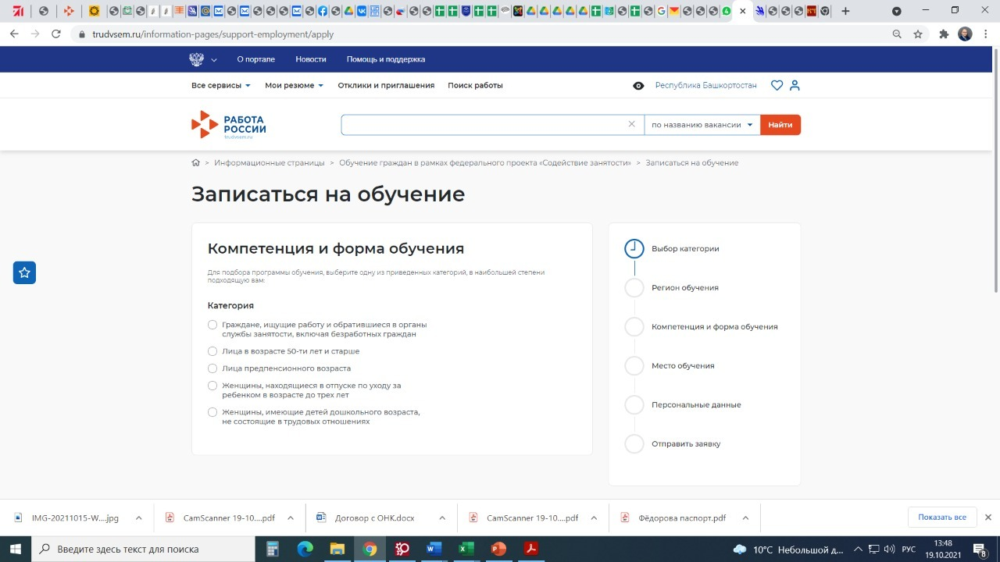 trudvsem.ru/information-pages/support-employment/apply
О портале
Новости
Помощь и поддержка
Все сервисы
Мои резюме
Отклики и приглашения
Поиск работы
Республика Башкортостан
РАБОТА
РОССИИ
trudvsem.ru
по названию вакансии
Найти
> Информационные страницы > Обучение граждан в рамках федерального проекта «Содействие занятости» > Записаться на обучение
Записаться на обучение
Компетенция и форма обучения
Для подбора программы обучения, выберите одну из приведенных категорий, в наибольшей степени
подходящую вам:
Категория
Граждане, ищущие работу и обратившиеся в органы
службы занятости, включая безработных граждан
Лица в возрасте 50-ти лет и старше
Лица предпенсионного возраста
Женщины, находящиеся в отпуске по уходу за
ребенком в возрасте до трех лет
Женщины, имеющие детей дошкольного возраста,
не состоящие в трудовых отношениях
Выбор категории
Регион обучения
Компетенция и форма обучения
Место обучения
Персональные данные
Отправить заявку
IMG-20211015-W....jpg
CamScanner 19-10....pdf
Договор с ОНК.docx
CamScanner 19-10....pdf
Фёдорова паспорт.pdf
Показать все
Введите здесь текст для поиска
10°C Небольшой д...
РУС
13:48
19.10.2021
8